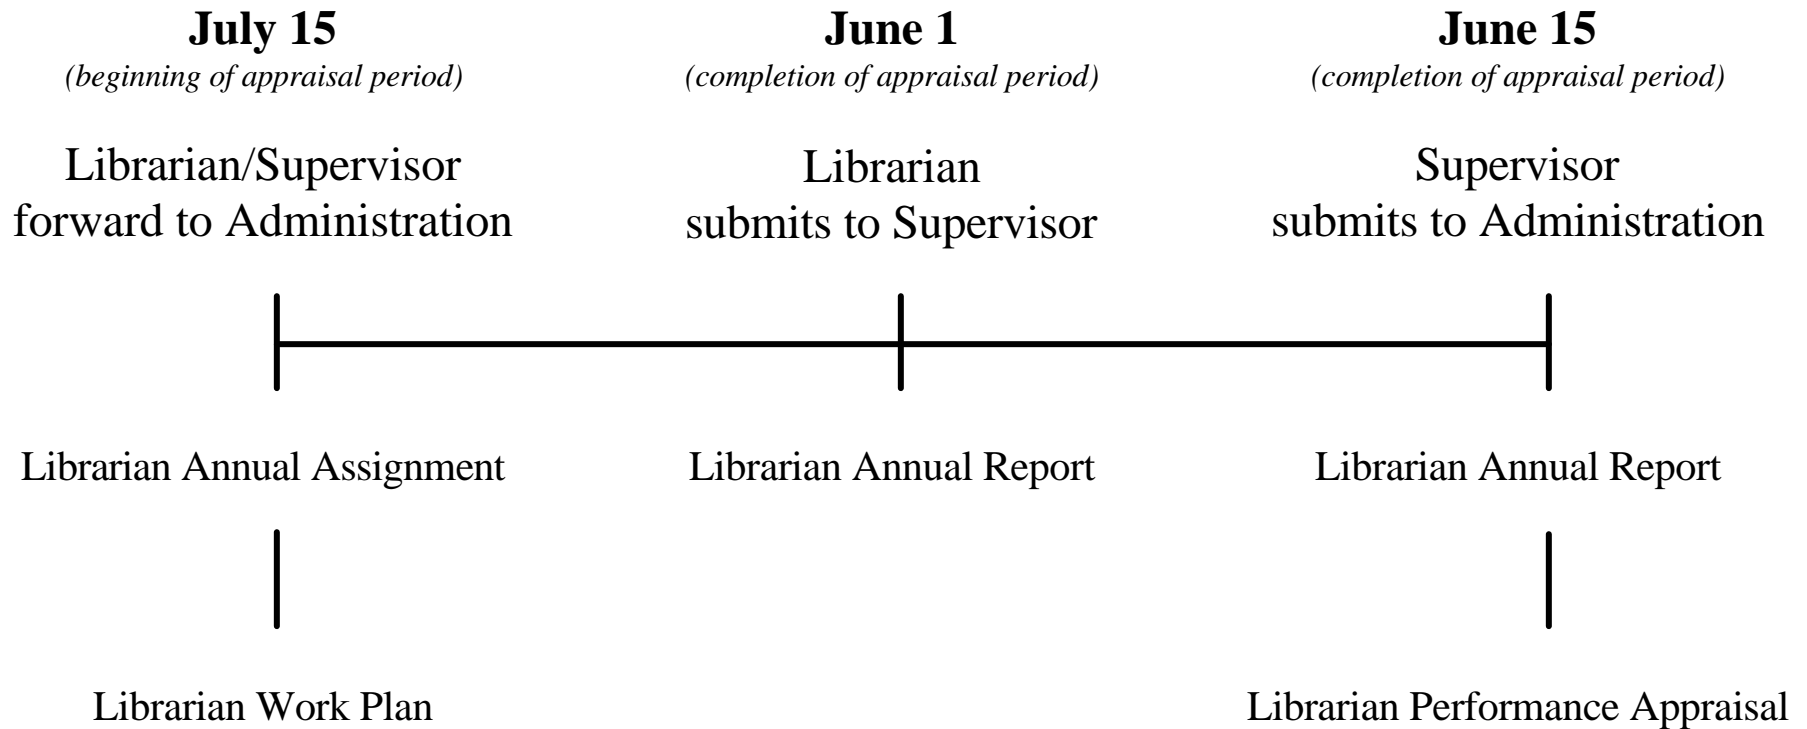 July 15
(beginning of appraisal period)
Librarian/Supervisor
forward to Administration
Librarian Annual Assignment
Librarian Work Plan
June 1
(completion of appraisal period)
Librarian
submits to Supervisor
Librarian Annual Report
June 15
(completion of appraisal period)
Supervisor
submits to Administration
Librarian Annual Report
Librarian Performance Appraisal